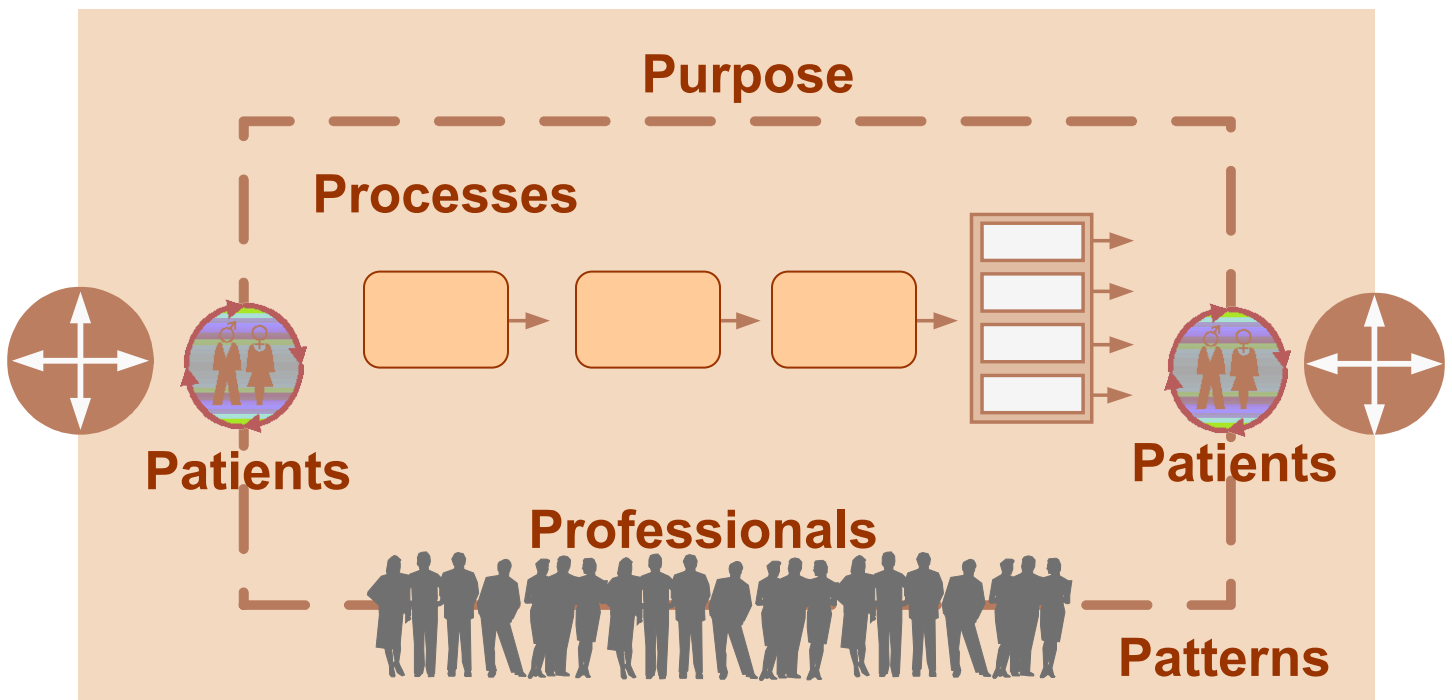 Purpose
Processes
Patients
Patients
Professionals
Patterns